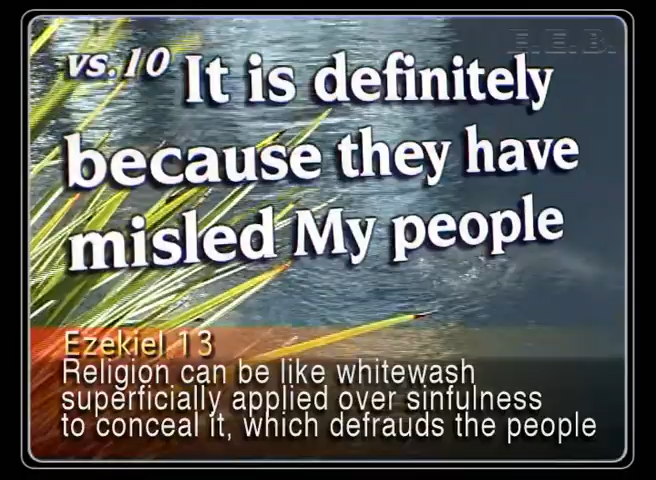 F.E.B.
vs.10 It is definitely
because they have
misled My people
Ezekiel 13
Religion can be like whitewash
superficially applied over sinfulness
to conceal it, which defrauds the people